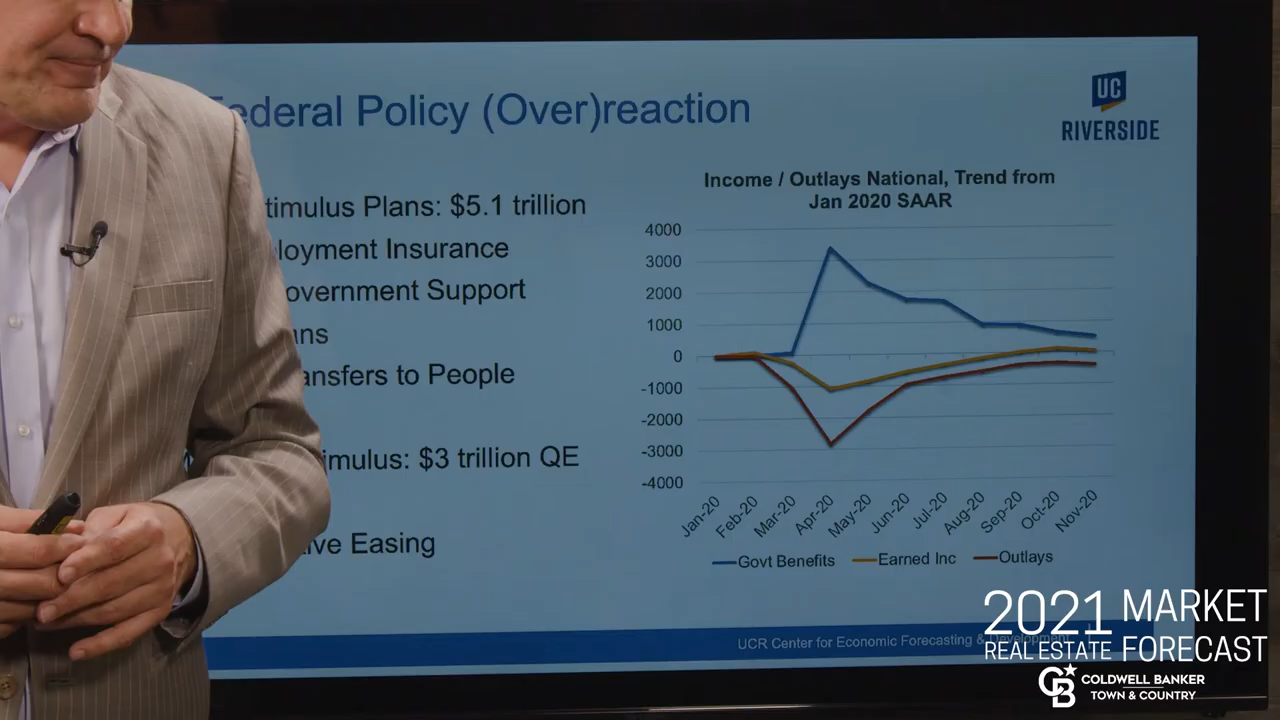 Federal Policy (Over)reaction
UC
RIVERSIDE
timulus Plans: $5.1 trillion
loyment Insurance
overnment Support
ans
ansfers to People
imulus: $3 trillion QE
ive Easing
Income / Outlays National, Trend from
Jan 2020 SAAR
4000
3000
2000
1000
0
-1000
-2000
-3000
-4000
Jan-20
Feb-20
Mar-20
Apr-20
May-20
Jun-20
Jul-20
Aug-20
Sep-20
Oct-20
Nov-20
Govt Benefits
Earned Inc
Outlays
UCR Center for Economic Forecasting & Development
2021 MARKET
REAL ESTATE FORECAST
CB
COLDWELL BANKER
TOWN & COUNTRY